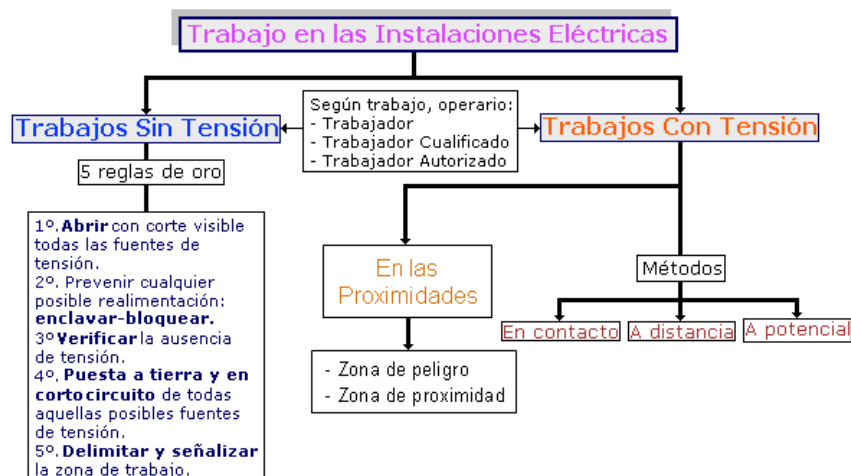 Trabajo en las Instalaciones Eléctricas
Trabajos Sin Tensión
Según trabajo, operario:
- Trabajador
- Trabajador Cualificado
- Trabajador Autorizado
Trabajos Con Tensión
5 reglas de oro
1º. Abrir con corte visible
todas las fuentes de
tensión.
2º. Prevenir cualquier
posible realimentación:
enclavar-bloquear.
3º Verificar la ausencia
de tensión.
4º. Puesta a tierra y en
cortocircuito de todas
aquellas posibles fuentes
de tensión.
5º. Delimitar y señalizar
la zona de trabajo.
En las
Proximidades
- Zona de peligro
- Zona de proximidad
Métodos
En contacto
A distancia
A potencial